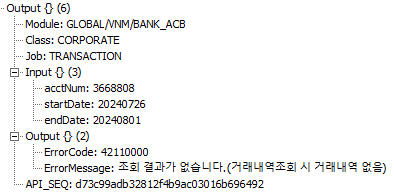 Output {} (6)
Module: GLOBAL/VNM/BANK_ACB
Class: CORPORATE
Job: TRANSACTION
Input {} (3)
acctNum: 3668808
startDate: 20240726
endDate: 20240801
Output {} (2)
ErrorCode: 42110000
ErrorMessage: 조회 결과가 없습니다.(거래내역조회 시 거래내역 없음)
API_SEQ: d73c99adb32812f4b9ac03016b696492